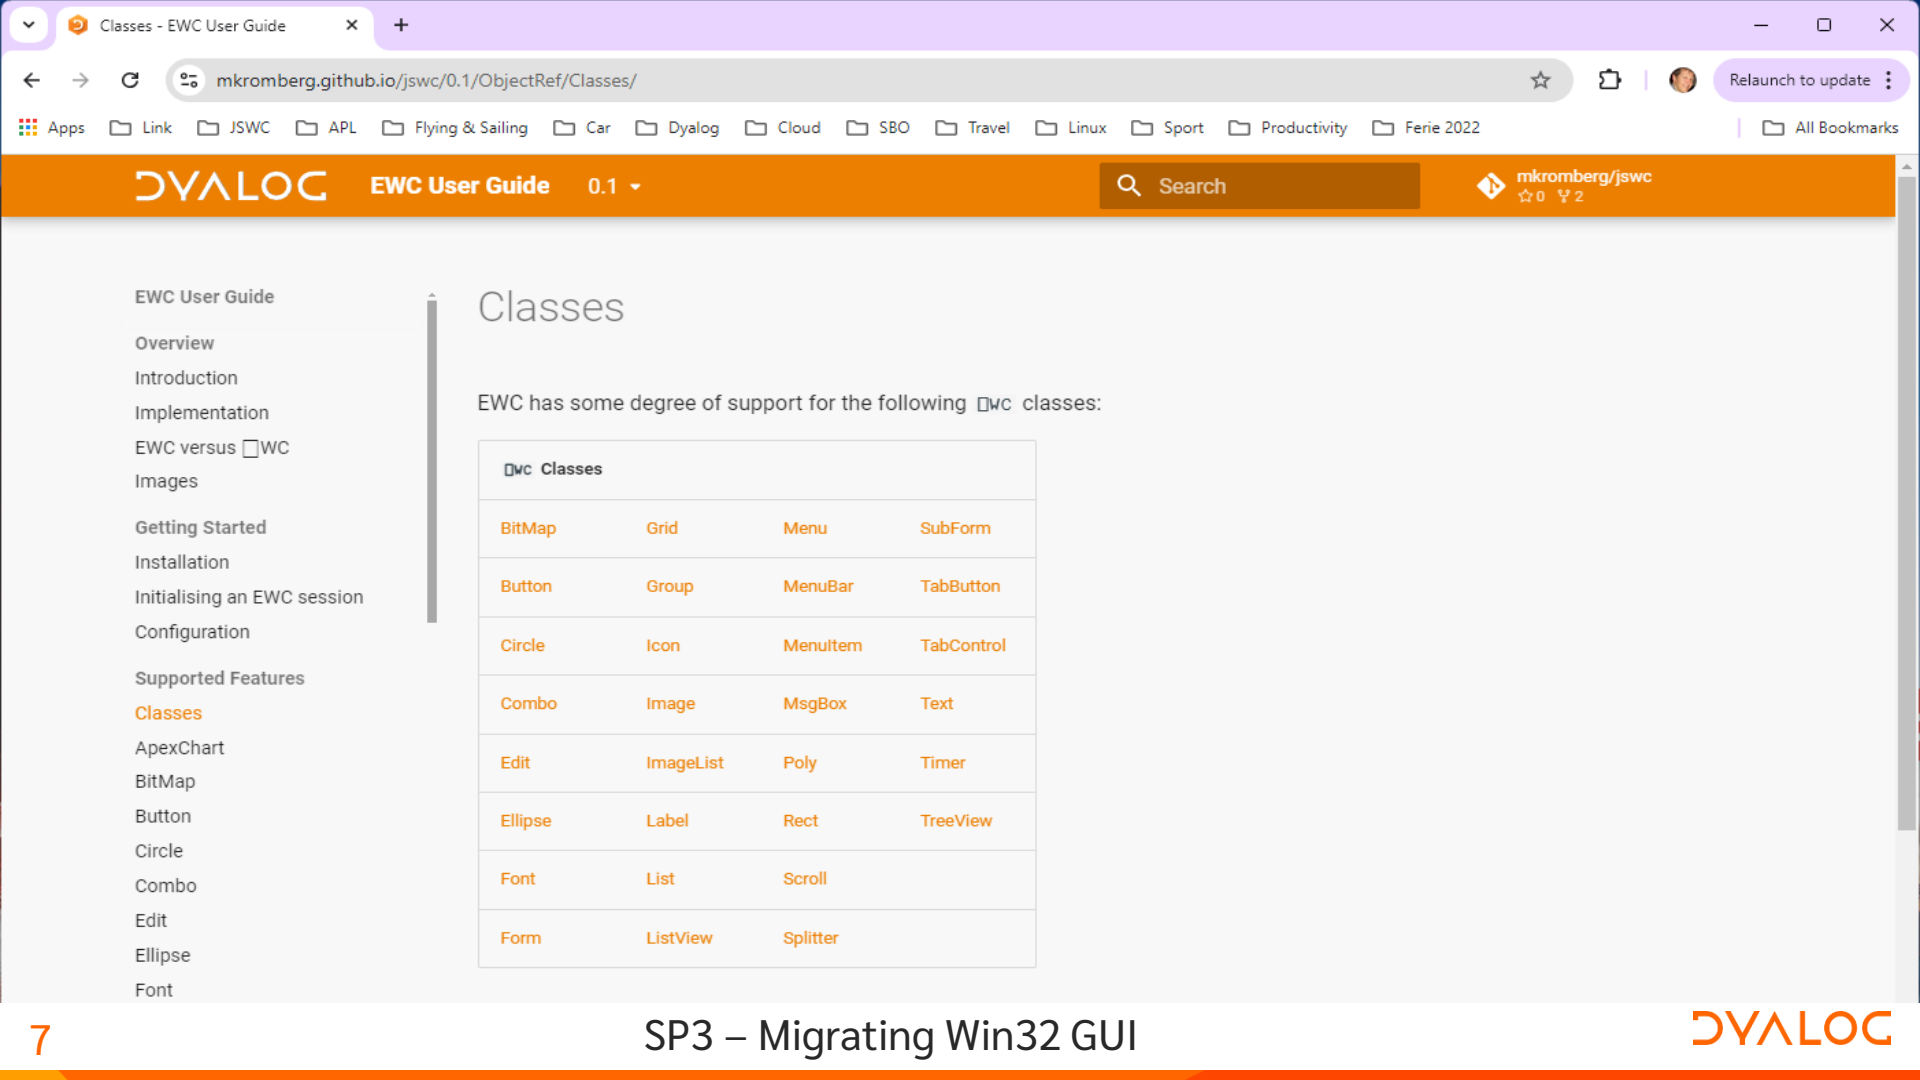 Classes - EWC User Guide
mkromberg.github.io/jswc/0.1/ObjectRef/Classes/
Relaunch to update
Apps Link JSWC APL Flying & Sailing Car Dyalog Cloud SBO Travel Linux Sport Productivity Ferie 2022 All Bookmarks
DYALOG EWC User Guide 0.1 Search mkromberg/jswc
0 2
EWC User Guide
Overview
Introduction
Implementation
EWC versus ⎕WC
Images
Getting Started
Installation
Initialising an EWC session
Configuration
Supported Features
Classes
ApexChart
BitMap
Button
Circle
Combo
Edit
Ellipse
Font
Classes
EWC has some degree of support for the following ⎕WC classes:
⎕WC Classes
BitMap Grid Menu SubForm
Button Group MenuBar TabButton
Circle Icon MenuItem TabControl
Combo Image MsgBox Text
Edit ImageList Poly Timer
Ellipse Label Rect TreeView
Font List Scroll
Form ListView Splitter
7 SP3 – Migrating Win32 GUI DYALOG